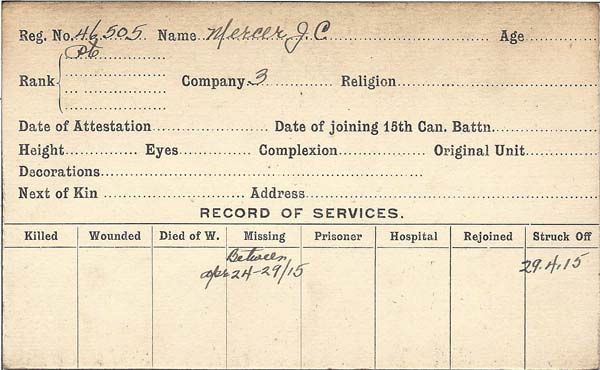 Reg. No. 46505 Name Mercer J. C. Age
Pte
Rank Company 3 Religion
Date of Attestation Date of joining 15th Can. Battn.
Height Eyes Complexion Original Unit
Decorations
Next of Kin Address
RECORD OF SERVICES.
Killed Wounded Died of W. Missing Prisoner Hospital Rejoined Struck Off
Between 29.4.15
apr 24-29/15